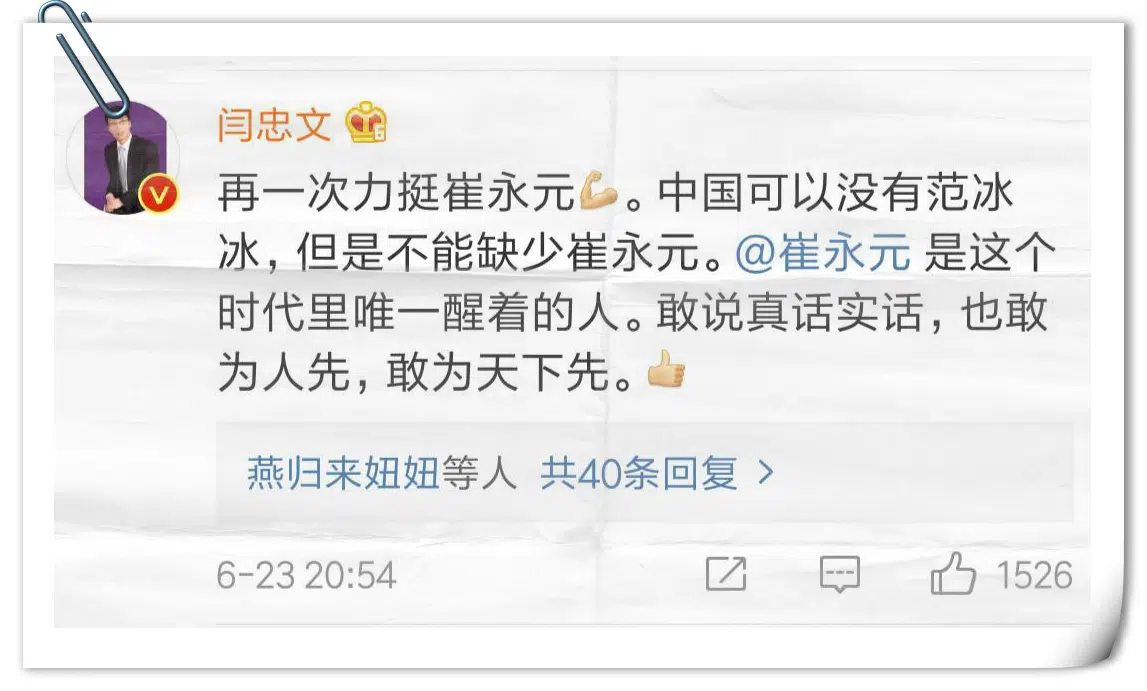 闫忠文
再一次力挺崔永元💪。中国可以没有范冰
冰，但是不能缺少崔永元。@崔永元 是这个
时代里唯一醒着的人。敢说真话实话，也敢
为人先，敢为天下先。👍
燕归来妞妞等人 共40条回复 >
6-23 20:54
1526